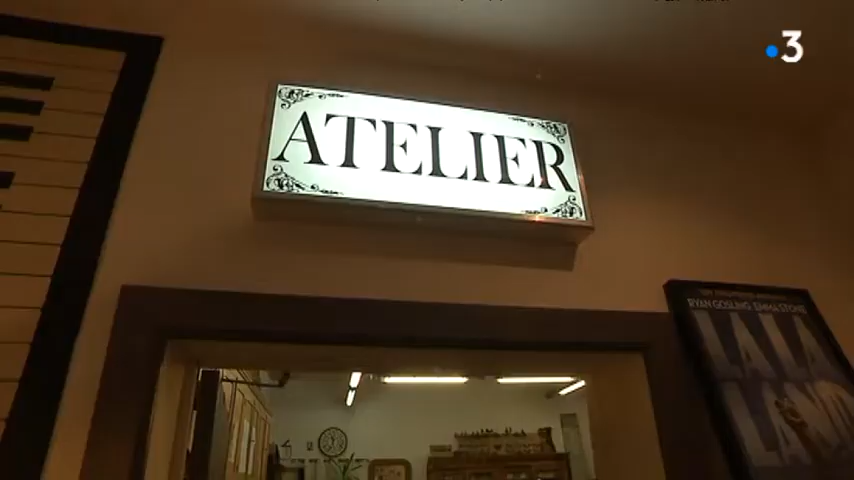 3
ATELIER
RYAN GOSLING EMMA STONE
LA LA
LAND